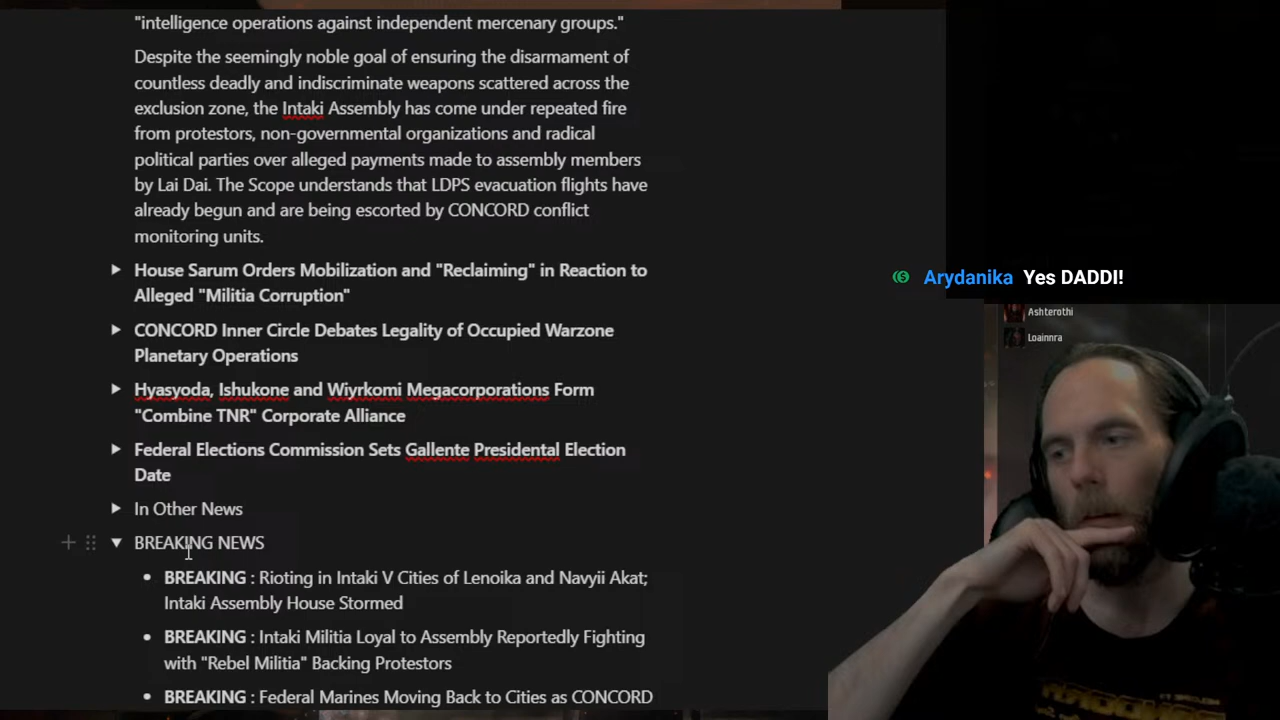 "intelligence operations against independent mercenary groups."
Despite the seemingly noble goal of ensuring the disarmament of
countless deadly and indiscriminate weapons scattered across the
exclusion zone, the Intaki Assembly has come under repeated fire
from protestors, non-governmental organizations and radical
political parties over alleged payments made to assembly members
by Lai Dai. The Scope understands that LDPS evacuation flights have
already begun and are being escorted by CONCORD conflict
monitoring units.
House Sarum Orders Mobilization and "Reclaiming" in Reaction to
Alleged "Militia Corruption"
CONCORD Inner Circle Debates Legality of Occupied Warzone
Planetary Operations
Hyasyoda, Ishukone and Wiyrkomi Megacorporations Form
"Combine TNR" Corporate Alliance
Federal Elections Commission Sets Gallente Presidental Election
Date
In Other News
BREAKING NEWS
BREAKING : Rioting in Intaki V Cities of Lenoika and Navyii Akat;
Intaki Assembly House Stormed
BREAKING : Intaki Militia Loyal to Assembly Reportedly Fighting
with "Rebel Militia" Backing Protestors
BREAKING : Federal Marines Moving Back to Cities as CONCORD
Arydanika Yes DADDI!
Ashterothi
Loainnra